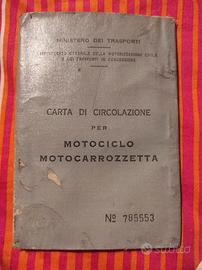 MINISTERO DEI TRASPORTI
ISPETTORATO GENERALE DELLA MOTORIZZAZIONE CIVILE
E DEI TRASPORTI IN CONCESSIONE
CARTA DI CIRCOLAZIONE
PER
MOTOCICLO
MOTOCARROZZETTA
Nº 785553
subito